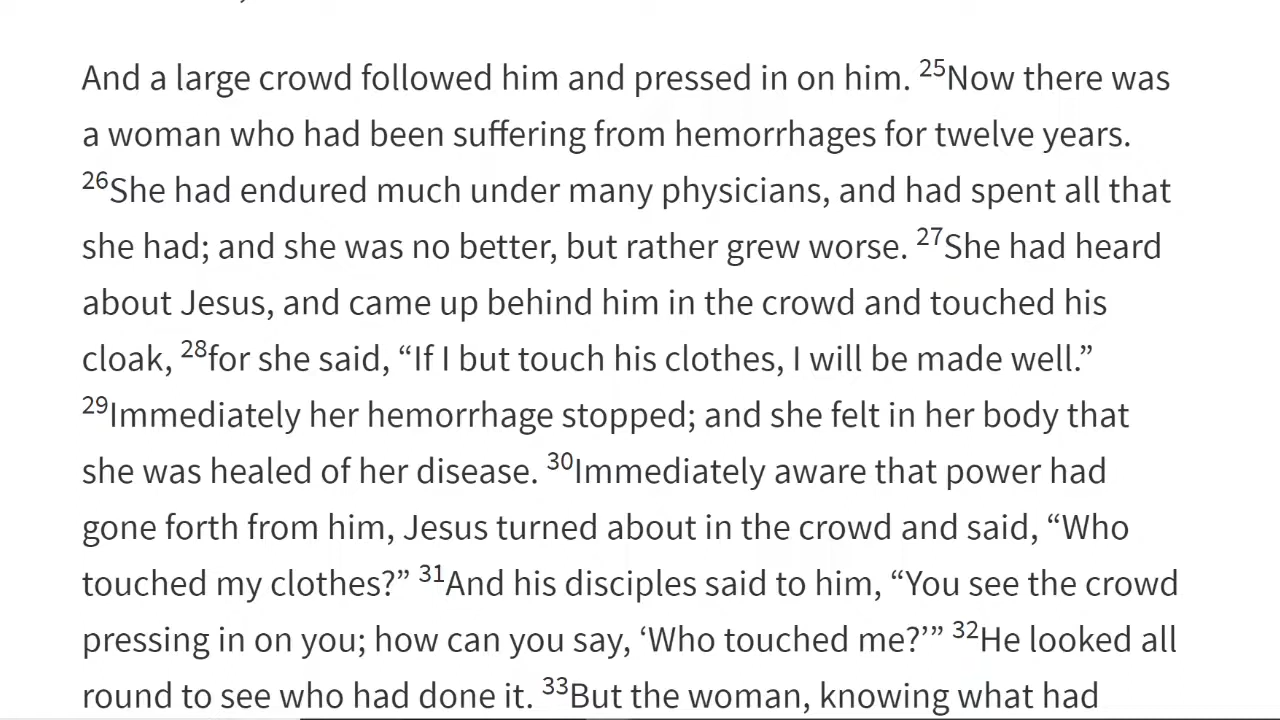 And a large crowd followed him and pressed in on him. 25Now there was
a woman who had been suffering from hemorrhages for twelve years.
26She had endured much under many physicians, and had spent all that
she had; and she was no better, but rather grew worse. 27She had heard
about Jesus, and came up behind him in the crowd and touched his
cloak, 28for she said, “If I but touch his clothes, I will be made well.”
29Immediately her hemorrhage stopped; and she felt in her body that
she was healed of her disease. 30Immediately aware that power had
gone forth from him, Jesus turned about in the crowd and said, “Who
touched my clothes?” 31And his disciples said to him, “You see the crowd
pressing in on you; how can you say, ‘Who touched me?’” 32He looked all
round to see who had done it. 33But the woman, knowing what had